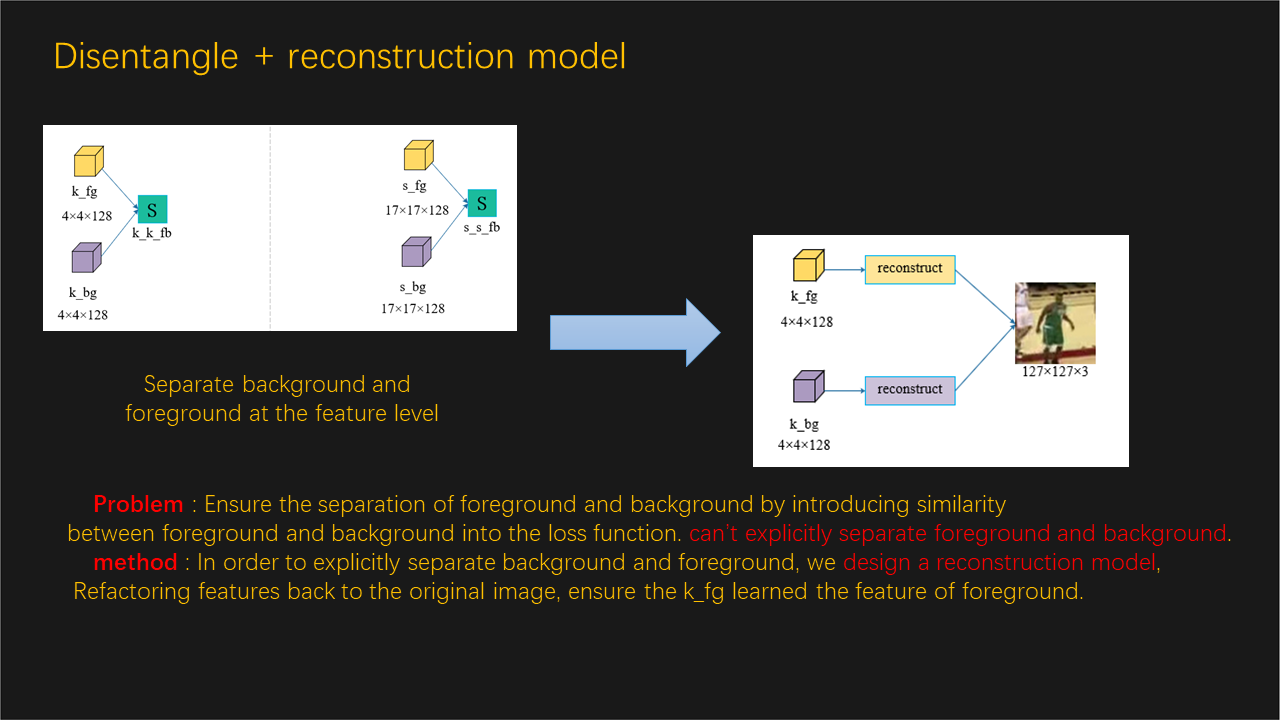 Disentangle + reconstruction model
k_fg
4×4×128
S
k_k_fb
k_bg
4×4×128
s_fg
17×17×128
S
s_s_fb
s_bg
17×17×128
Separate background and
foreground at the feature level
reconstruct
k_fg
4×4×128
127×127×3
reconstruct
k_bg
4×4×128
Problem : Ensure the separation of foreground and background by introducing similarity
between foreground and background into the loss function. can't explicitly separate foreground and background.
method : In order to explicitly separate background and foreground, we design a reconstruction model,
Refactoring features back to the original image, ensure the k_fg learned the feature of foreground.